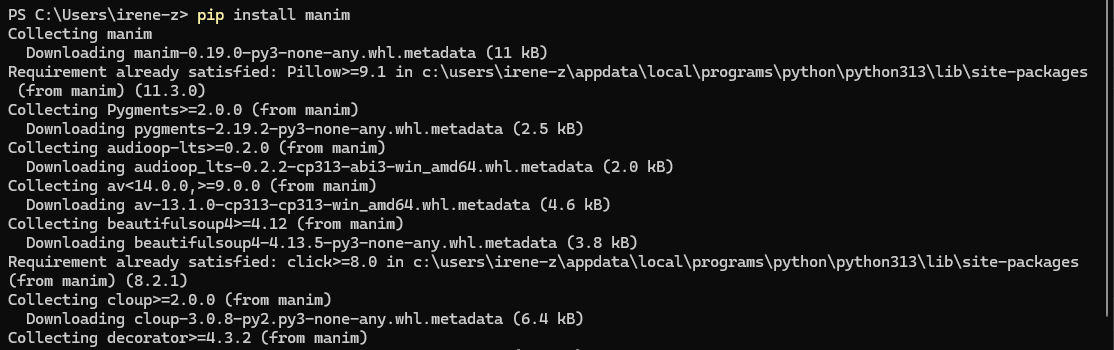 PS C:\Users\irene-z> pip install manim
Collecting manim
  Downloading manim-0.19.0-py3-none-any.whl.metadata (11 kB)
Requirement already satisfied: Pillow>=9.1 in c:\users\irene-z\appdata\local\programs\python\python313\lib\site-packages
 (from manim) (11.3.0)
Collecting Pygments>=2.0.0 (from manim)
  Downloading pygments-2.19.2-py3-none-any.whl.metadata (2.5 kB)
Collecting audioop-lts>=0.2.0 (from manim)
  Downloading audioop_lts-0.2.2-cp313-abi3-win_amd64.whl.metadata (2.0 kB)
Collecting av<14.0.0,>=9.0.0 (from manim)
  Downloading av-13.1.0-cp313-cp313-win_amd64.whl.metadata (4.6 kB)
Collecting beautifulsoup4>=4.12 (from manim)
  Downloading beautifulsoup4-4.13.5-py3-none-any.whl.metadata (3.8 kB)
Requirement already satisfied: click>=8.0 in c:\users\irene-z\appdata\local\programs\python\python313\lib\site-packages
(from manim) (8.2.1)
Collecting cloup>=2.0.0 (from manim)
  Downloading cloup-3.0.8-py2.py3-none-any.whl.metadata (6.4 kB)
Collecting decorator>=4.3.2 (from manim)